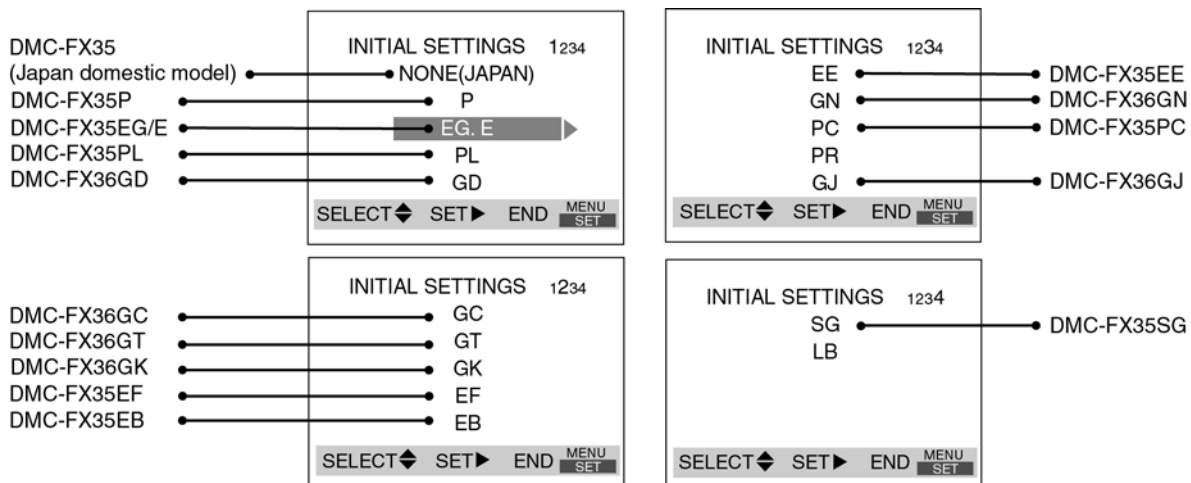 DMC-FX35
(Japan domestic model)
DMC-FX35P
DMC-FX35EG/E
DMC-FX35PL
DMC-FX36GD
INITIAL SETTINGS 1234
NONE(JAPAN)
P
EG. E
PL
GD
SELECT SET END MENU
SET
INITIAL SETTINGS 1234
EE
GN
PC
PR
GJ
SELECT SET END MENU
SET
DMC-FX35EE
DMC-FX36GN
DMC-FX35PC
DMC-FX36GJ
DMC-FX36GC
DMC-FX36GT
DMC-FX36GK
DMC-FX35EF
DMC-FX35EB
INITIAL SETTINGS 1234
GC
GT
GK
EF
EB
SELECT SET END MENU
SET
INITIAL SETTINGS 1234
SG
LB
SELECT SET END MENU
SET
DMC-FX35SG